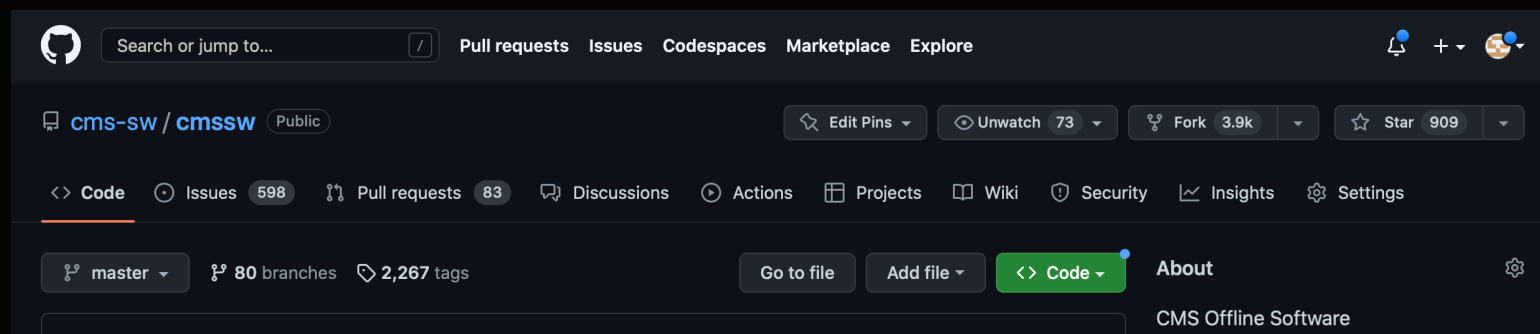 Search or jump to... / Pull requests Issues Codespaces Marketplace Explore
cms-sw / cmssw Public Edit Pins Unwatch 73 Fork 3.9k Star 909
Code Issues 598 Pull requests 83 Discussions Actions Projects Wiki Security Insights Settings
master 80 branches 2,267 tags Go to file Add file <> Code About
CMS Offline Software